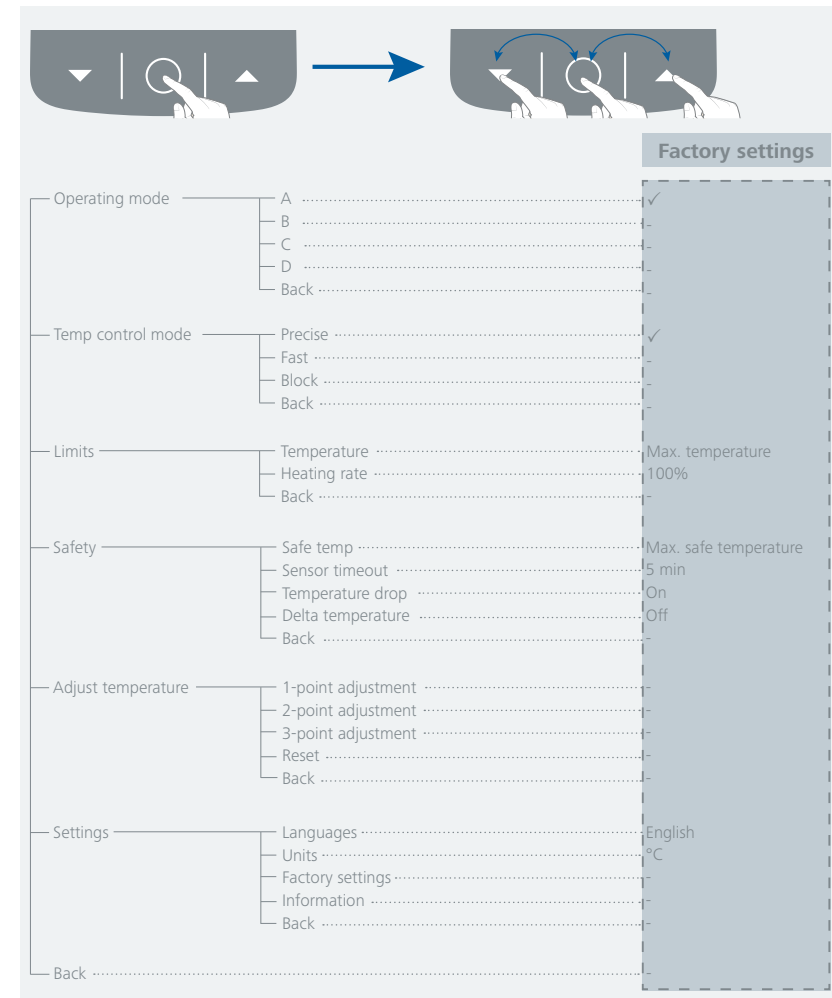 Factory settings
Operating mode A ✓
B -
C -
D -
Back -
Temp control mode Precise ✓
Fast -
Block -
Back -
Limits Temperature Max. temperature
Heating rate 100%
Back -
Safety Safe temp Max. safe temperature
Sensor timeout 5 min
Temperature drop On
Delta temperature Off
Back -
Adjust temperature 1-point adjustment -
2-point adjustment -
3-point adjustment -
Reset -
Back -
Settings Languages English
Units °C
Factory settings -
Information -
Back -
Back -